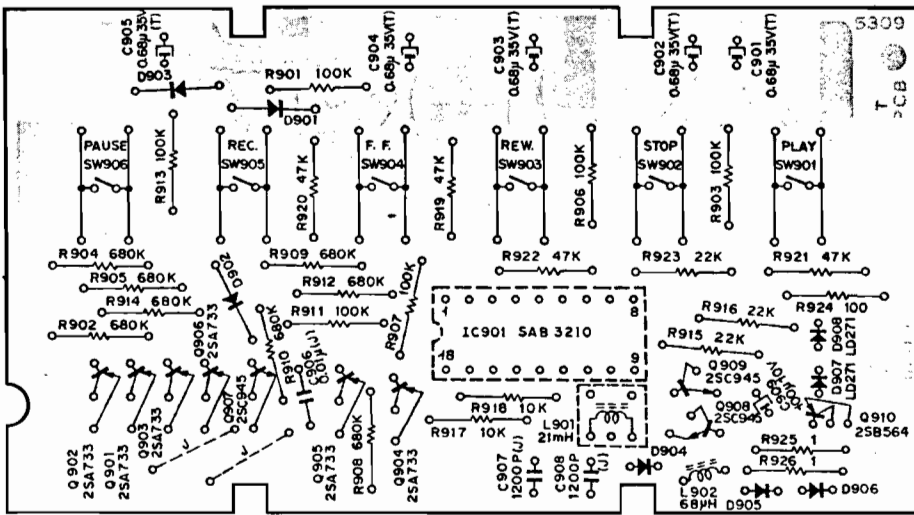 C905
0.68µ 35V(T)
D903
R901 100K
D901
C904
0.68µ 35V(T)
C903
0.68µ 35V(T)
C902
0.68µ 35V(T)
C901
0.68µ 35V(T)
S309
T
PCB
PAUSE
SW906
R913 100K
REC.
SW905
R920 47K
F. F.
SW904
1
R919 47K
REW.
SW903
R906 100K
STOP
SW902
R903 100K
PLAY
SW901
R904 680K
R905 680K
R914 680K
R902 680K
D902
R909 680K
R912 680K
R911 100K
R907 100K
R922 47K
R923 22K
R921 47K
R924 100
R916 22K
R915 22K
1
8
IC901 SAB 3210
18
9
D908
LD271
D907
LD271
Q906
2SA733
Q907
2SC945
R910 680K
C906
0.01µ(J)
Q909
2SC945
Q908
2SC945
Q910
2SB564
R918 10K
R917 10K
L901
21mH
R925 1
R926 1
Q902
2SA733
Q901
2SA733
Q903
2SA733
J
J
Q905
2SA733
R908 680K
Q904
2SA733
C907
1200P(J)
C908
1200P
(J)
D904
L902
68µH
D905
D906